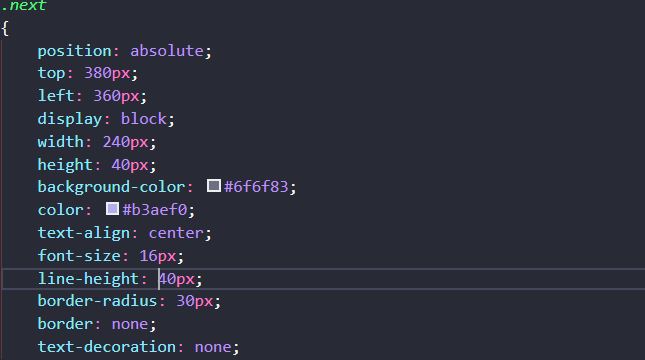 .next
{
position: absolute;
top: 380px;
left: 360px;
display: block;
width: 240px;
height: 40px;
background-color: #6f6f83;
color: #b3aef0;
text-align: center;
font-size: 16px;
line-height: 40px;
border-radius: 30px;
border: none;
text-decoration: none;